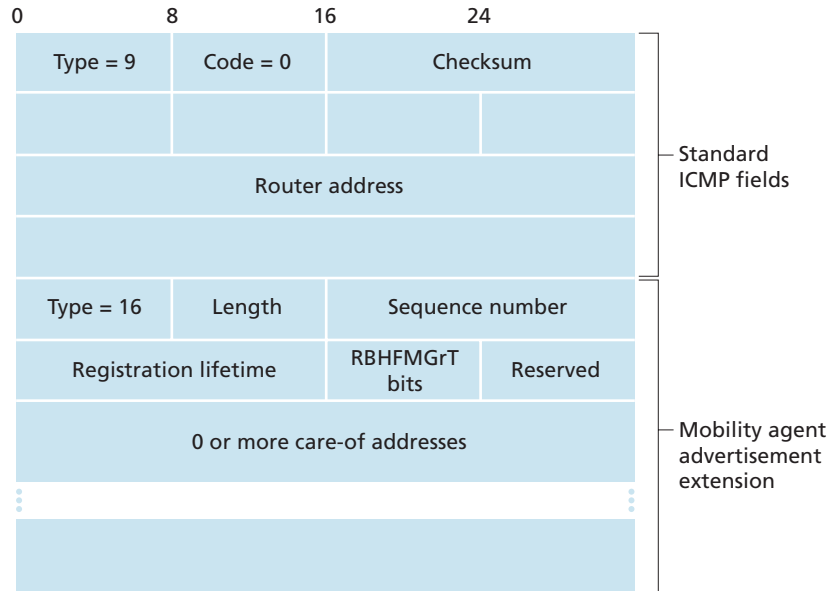 0 8 16 24
Type = 9 Code = 0 Checksum
Router address
Standard
ICMP fields
Type = 16 Length Sequence number
Registration lifetime RBHFMGrT
bits Reserved
0 or more care-of addresses
Mobility agent
advertisement
extension